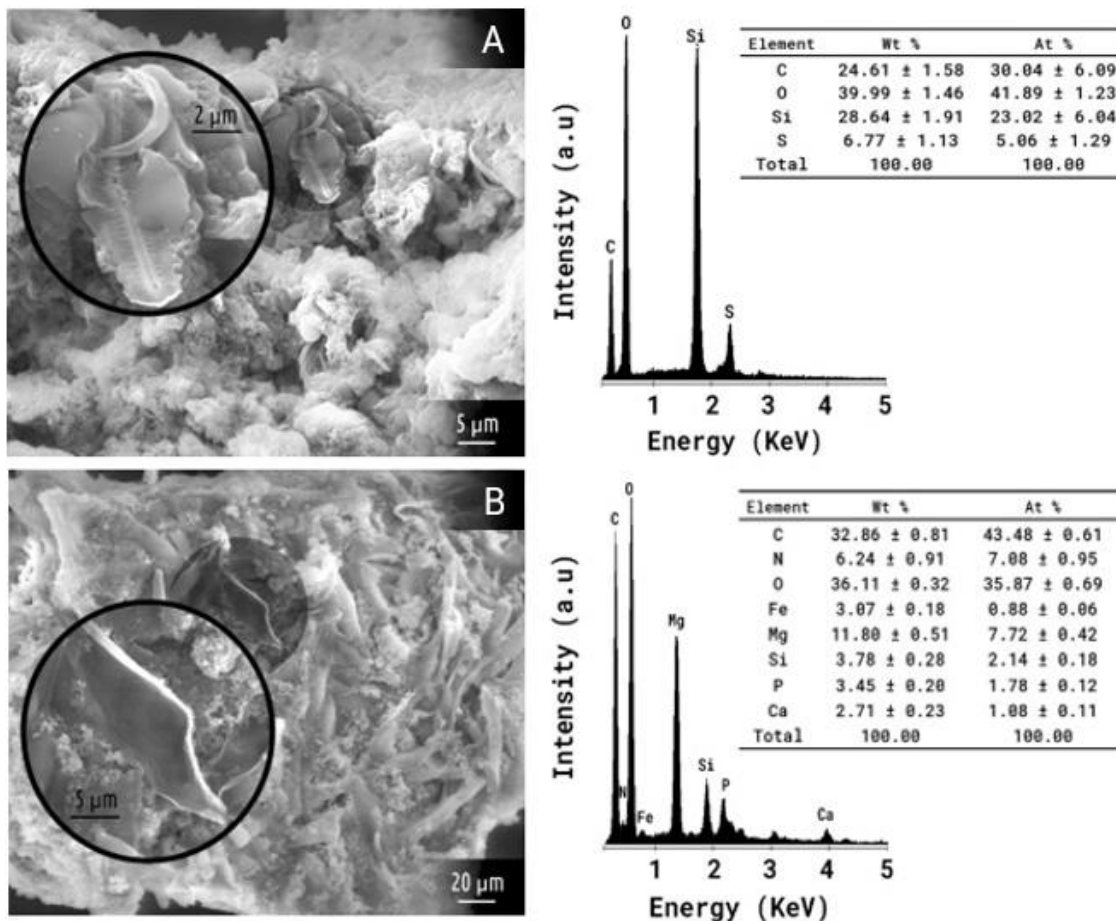 A
2 µm
5 µm
O
Si
C
S
Intensity (a.u)
1 2 3 4 5
Energy (KeV)
Element Wt % At %
C 24.61 ± 1.58 30.04 ± 6.09
O 39.99 ± 1.46 41.89 ± 1.23
Si 28.64 ± 1.91 23.02 ± 6.04
S 6.77 ± 1.13 5.06 ± 1.29
Total 100.00 100.00
B
5 µm
20 µm
O
C
Mg
Si
P
N
Fe
Ca
Intensity (a.u)
1 2 3 4 5
Energy (KeV)
Element Wt % At %
C 32.86 ± 0.81 43.48 ± 0.61
N 6.24 ± 0.91 7.08 ± 0.95
O 36.11 ± 0.32 35.87 ± 0.69
Fe 3.07 ± 0.18 0.88 ± 0.06
Mg 11.80 ± 0.51 7.72 ± 0.42
Si 3.78 ± 0.28 2.14 ± 0.18
P 3.45 ± 0.20 1.78 ± 0.12
Ca 2.71 ± 0.23 1.08 ± 0.11
Total 100.00 100.00